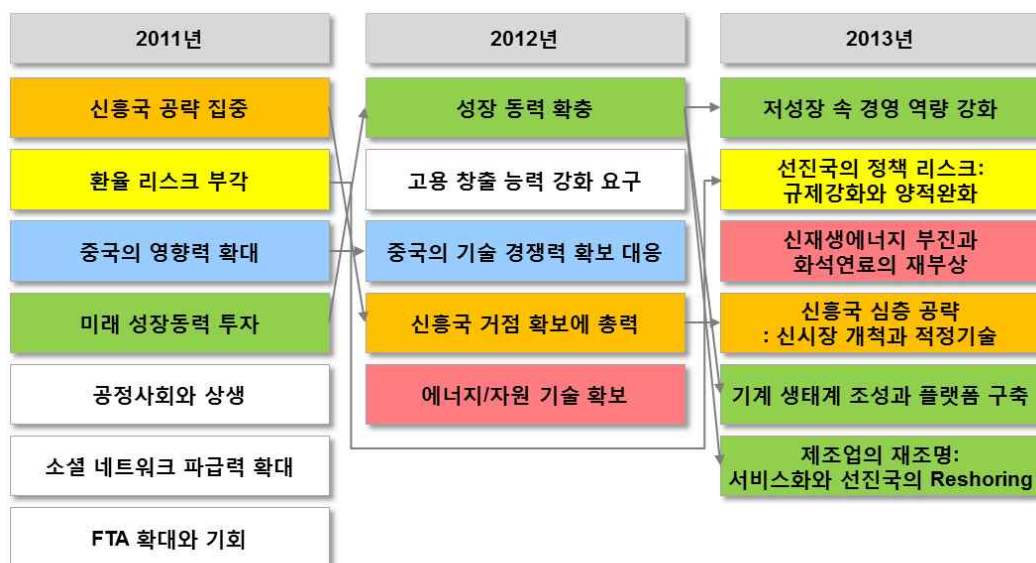 2011년
신흥국 공략 집중
환율 리스크 부각
중국의 영향력 확대
미래 성장동력 투자
공정사회와 상생
소셜 네트워크 파급력 확대
FTA 확대와 기회
2012년
성장 동력 확충
고용 창출 능력 강화 요구
중국의 기술 경쟁력 확보 대응
신흥국 거점 확보에 총력
에너지/자원 기술 확보
2013년
저성장 속 경영 역량 강화
선진국의 정책 리스크:
규제강화와 양적완화
신재생에너지 부진과
화석연료의 재부상
신흥국 심층 공략
: 신시장 개척과 적정기술
기계 생태계 조성과 플랫폼 구축
제조업의 재조명:
서비스화와 선진국의 Reshoring